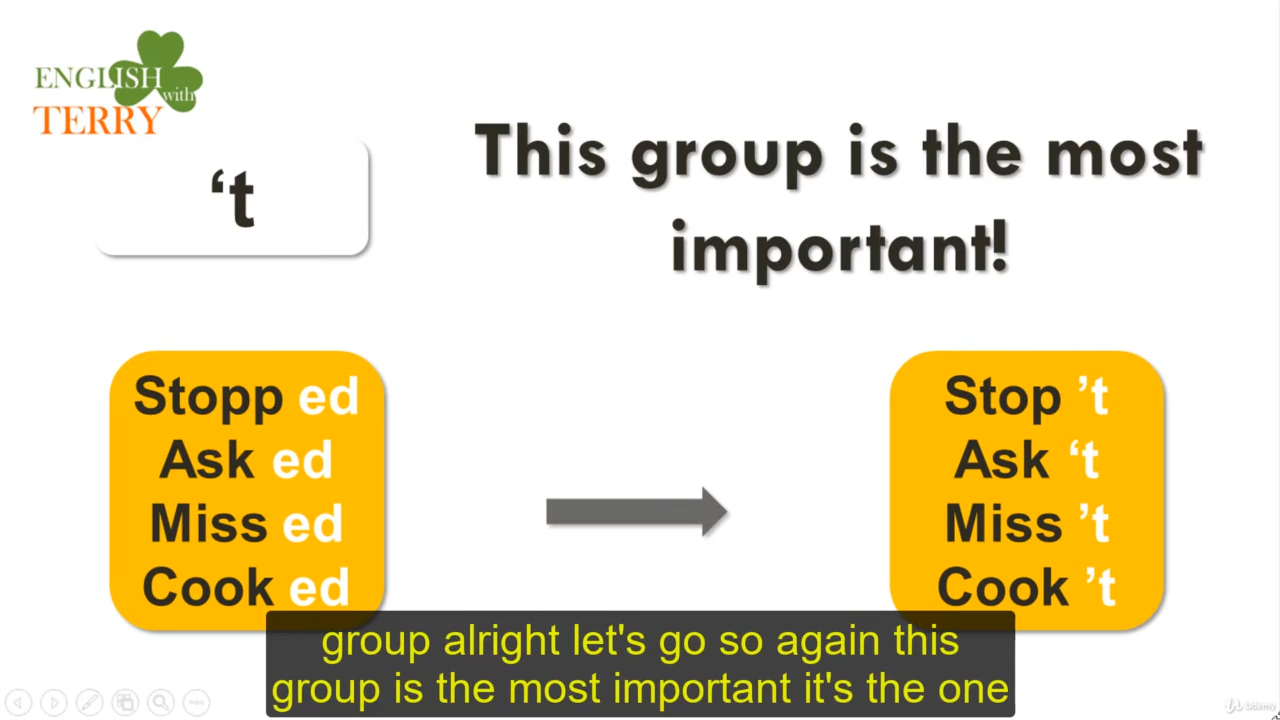 ENGLISH
with
TERRY
‘t
This group is the most
important!
Stopp ed
Ask ed
Miss ed
Cook ed
Stop ’t
Ask ‘t
Miss ’t
Cook ’t
group alright let's go so again this
group is the most important it's the one
Udemy